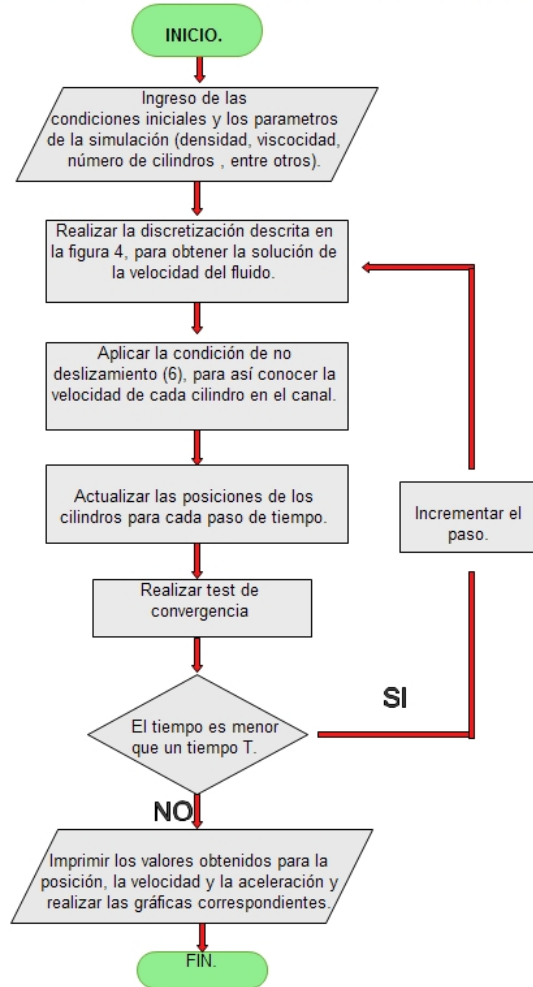 INICIO.
Ingreso de las
condiciones iniciales y los parametros
de la simulación (densidad, viscocidad,
número de cilindros , entre otros).
Realizar la discretización descrita en
la figura 4, para obtener la solución de
la velocidad del fluido.
Aplicar la condición de no
deslizamiento (6), para así conocer la
velocidad de cada cilindro en el canal.
Actualizar las posiciones de los
cilindros para cada paso de tiempo.
Incrementar el
paso.
Realizar test de
convergencia
El tiempo es menor
que un tiempo T.
SI
NO
Imprimir los valores obtenidos para la
posición, la velocidad y la aceleración y
realizar las gráficas correspondientes.
FIN.